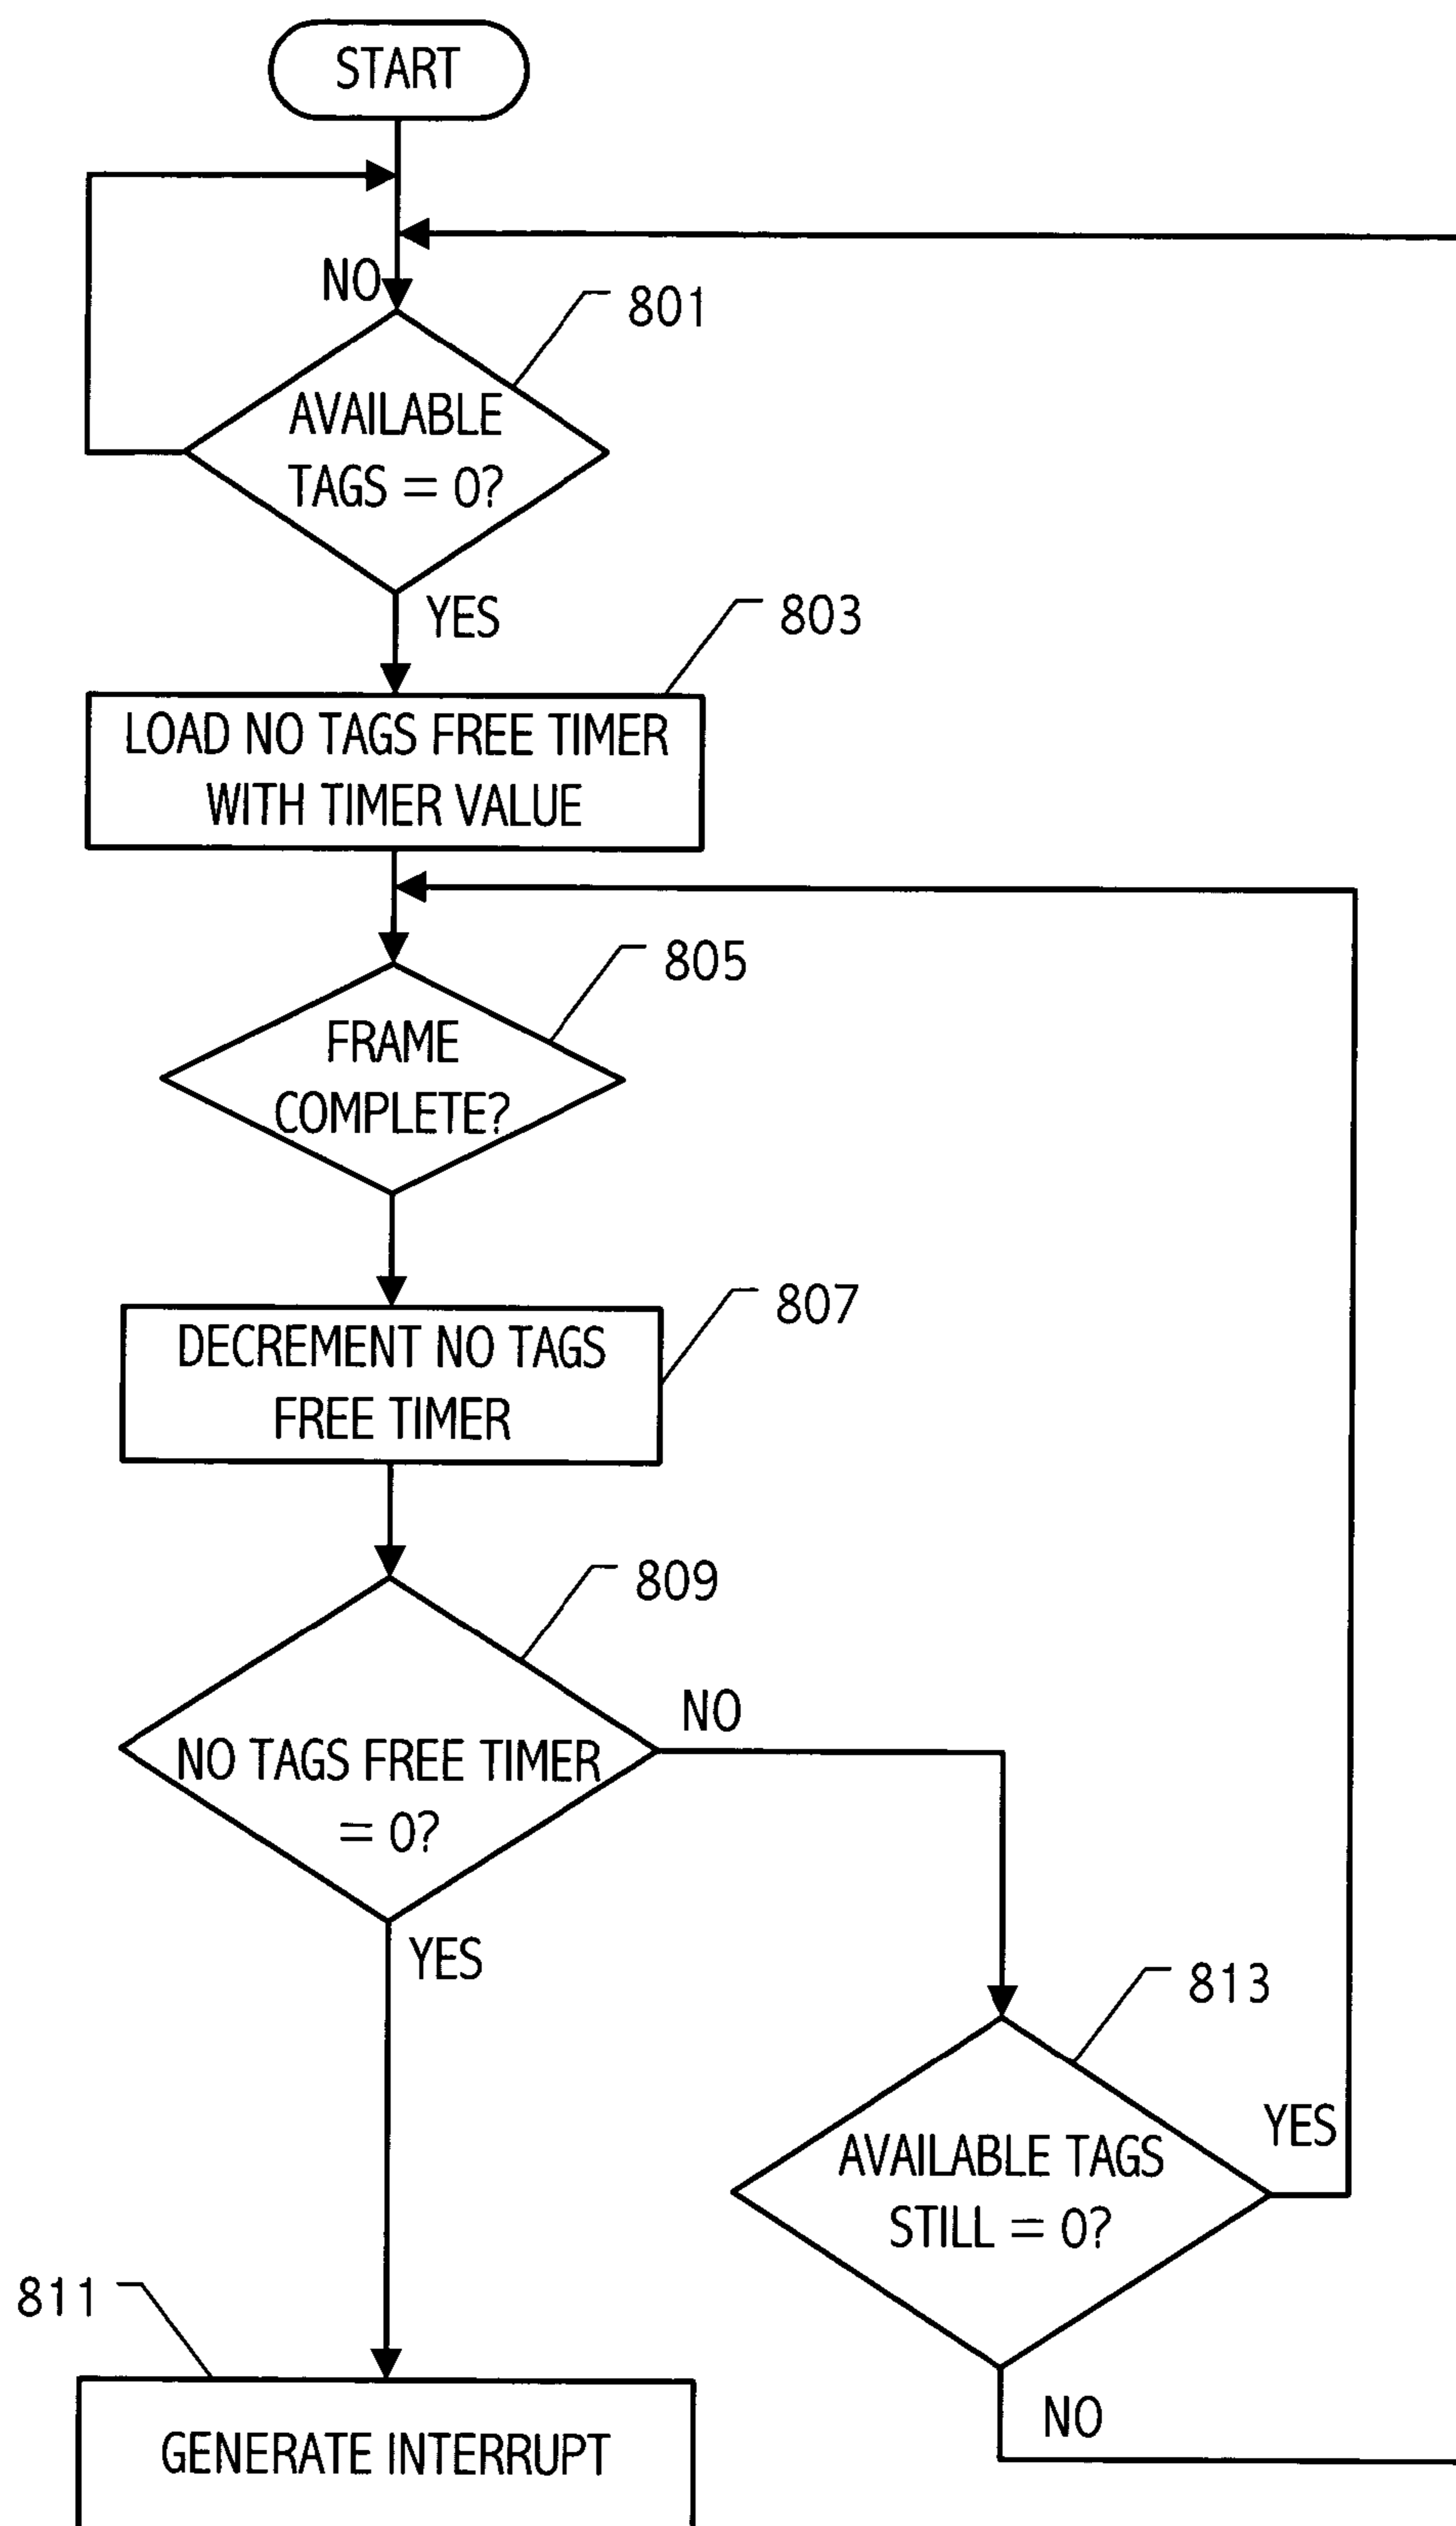 START
NO
801
AVAILABLE
TAGS = 0?
YES
803
LOAD NO TAGS FREE TIMER
WITH TIMER VALUE
805
FRAME
COMPLETE?
807
DECREMENT NO TAGS
FREE TIMER
809
NO TAGS FREE TIMER
= 0?
NO
YES
813
AVAILABLE TAGS
STILL = 0?
YES
NO
811
GENERATE INTERRUPT